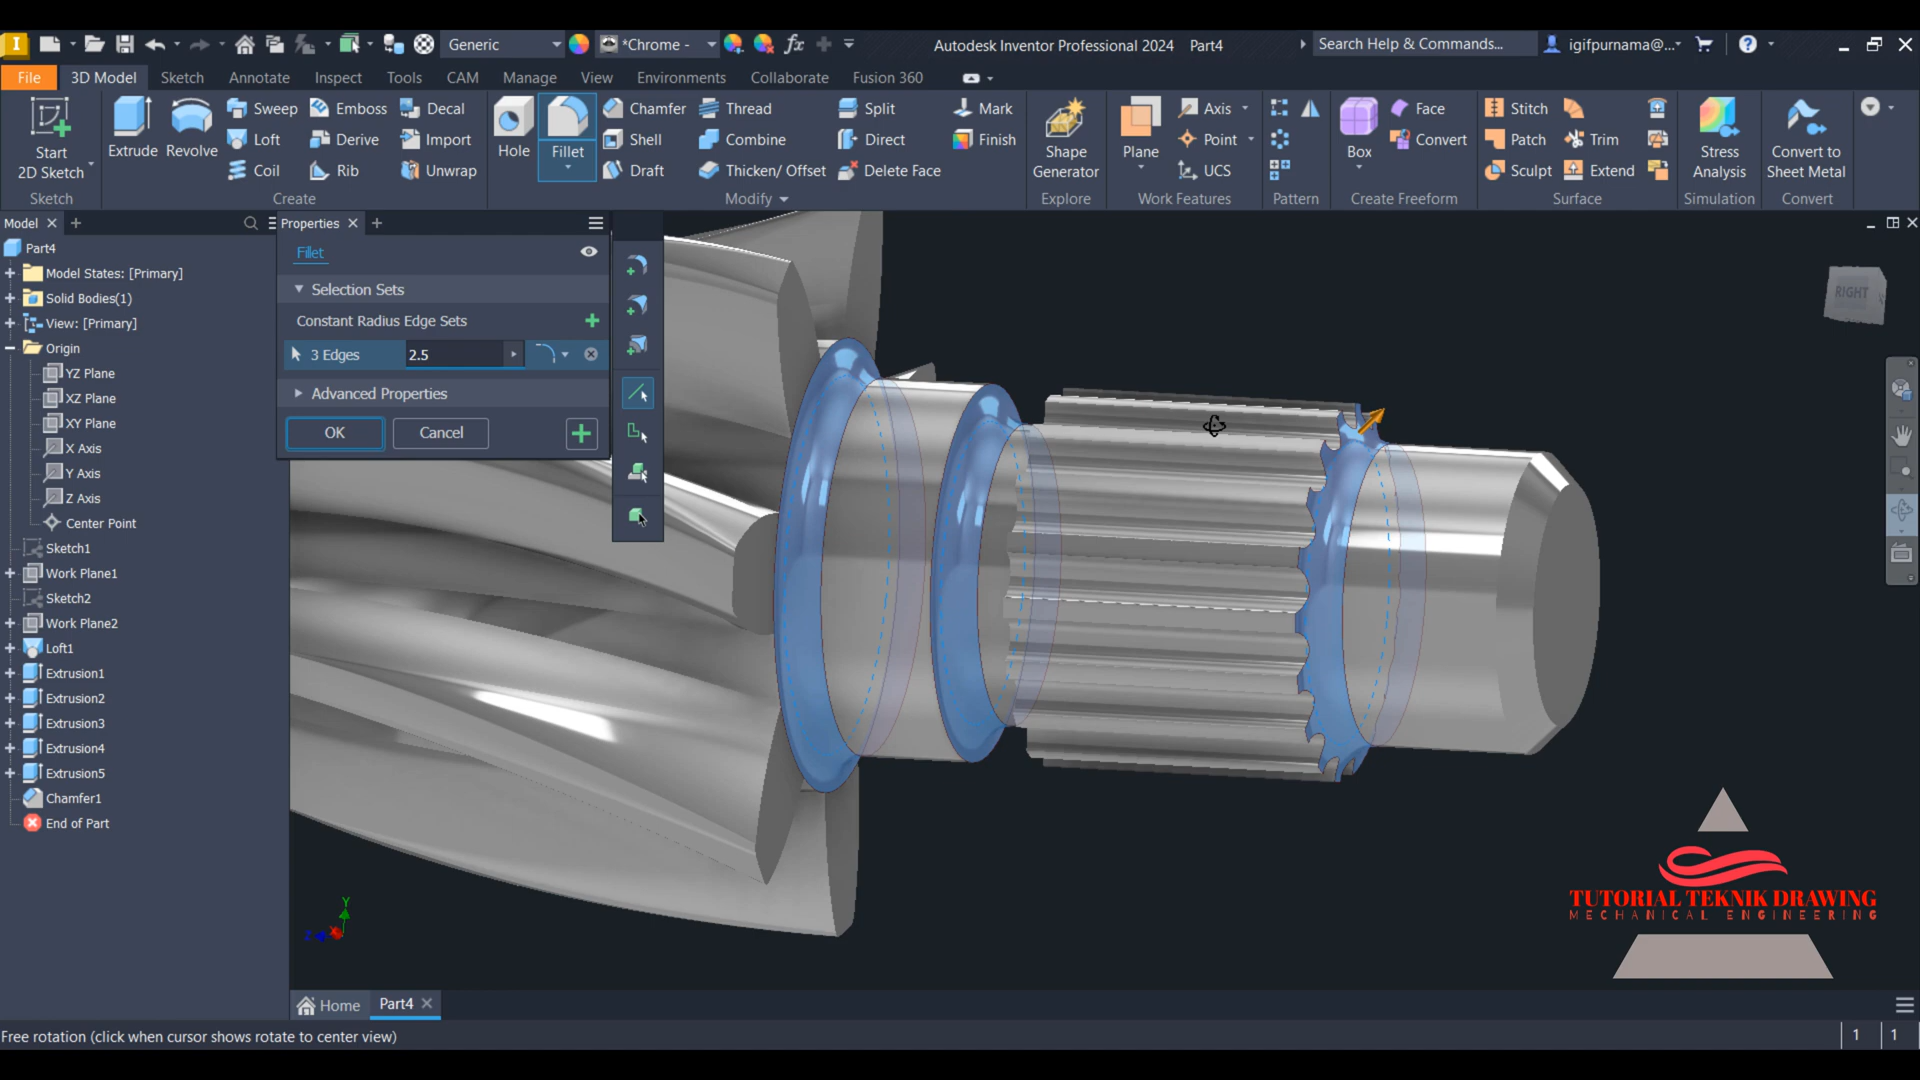 Generic
*Chrome -
Autodesk Inventor Professional 2024 Part4
Search Help & Commands...
igifpurnama@...
File
3D Model
Sketch
Annotate
Inspect
Tools
CAM
Manage
View
Environments
Collaborate
Fusion 360
Start
2D Sketch
Sketch
Extrude
Revolve
Sweep
Loft
Coil
Emboss
Derive
Rib
Decal
Import
Unwrap
Create
Hole
Fillet
Chamfer
Shell
Draft
Thread
Combine
Thicken/ Offset
Split
Direct
Delete Face
Modify
Mark
Finish
Shape
Generator
Explore
Plane
Axis
Point
UCS
Work Features
Pattern
Box
Face
Convert
Create Freeform
Stitch
Patch
Sculpt
Trim
Extend
Surface
Stress
Analysis
Simulation
Convert to
Sheet Metal
Convert
Model
Part4
Model States: [Primary]
Solid Bodies(1)
View: [Primary]
Origin
YZ Plane
XZ Plane
XY Plane
X Axis
Y Axis
Z Axis
Center Point
Sketch1
Work Plane1
Sketch2
Work Plane2
Loft1
Extrusion1
Extrusion2
Extrusion3
Extrusion4
Extrusion5
Chamfer1
End of Part
Properties
Fillet
Selection Sets
Constant Radius Edge Sets
3 Edges
2.5
Advanced Properties
OK
Cancel
RIGHT
Y
Z
TUTORIAL TEKNIK DRAWING
MECHANICAL ENGINEERING
Home
Part4
Free rotation (click when cursor shows rotate to center view)
1
1